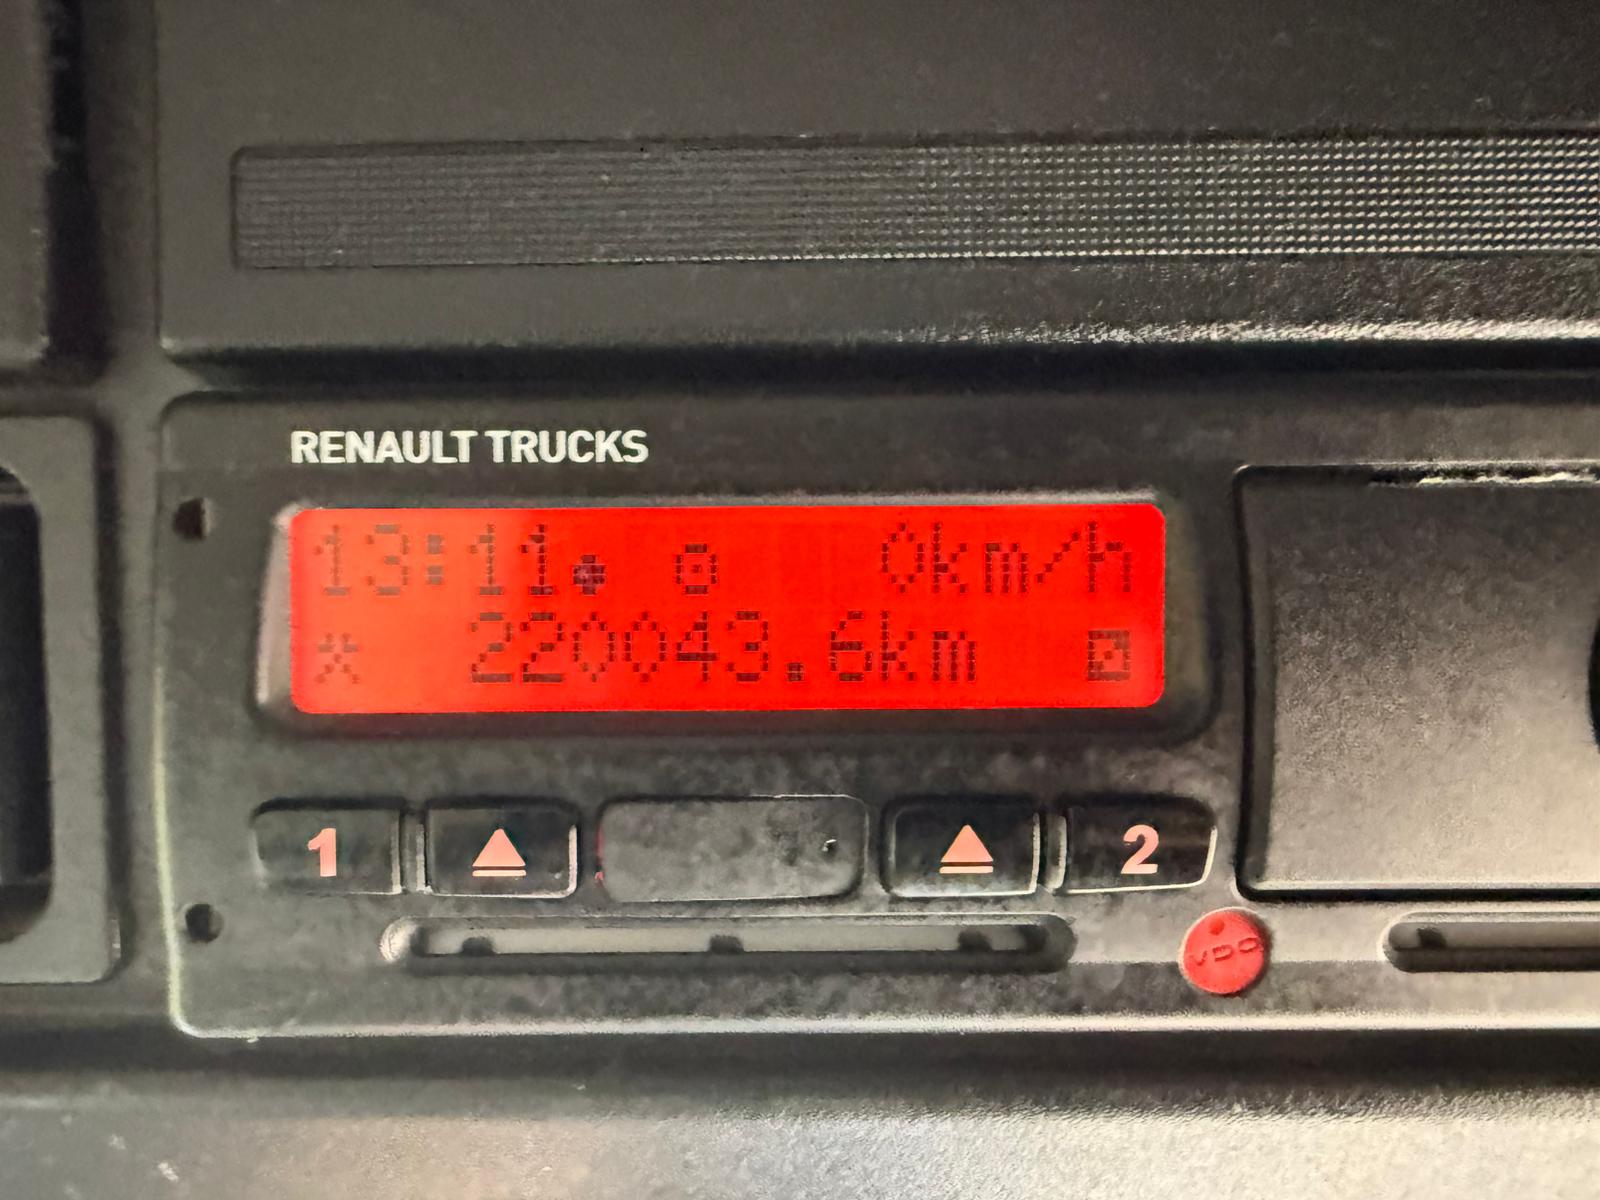 RENAULT TRUCKS
13:11 0km/h
220043.6km
1 2
VDO